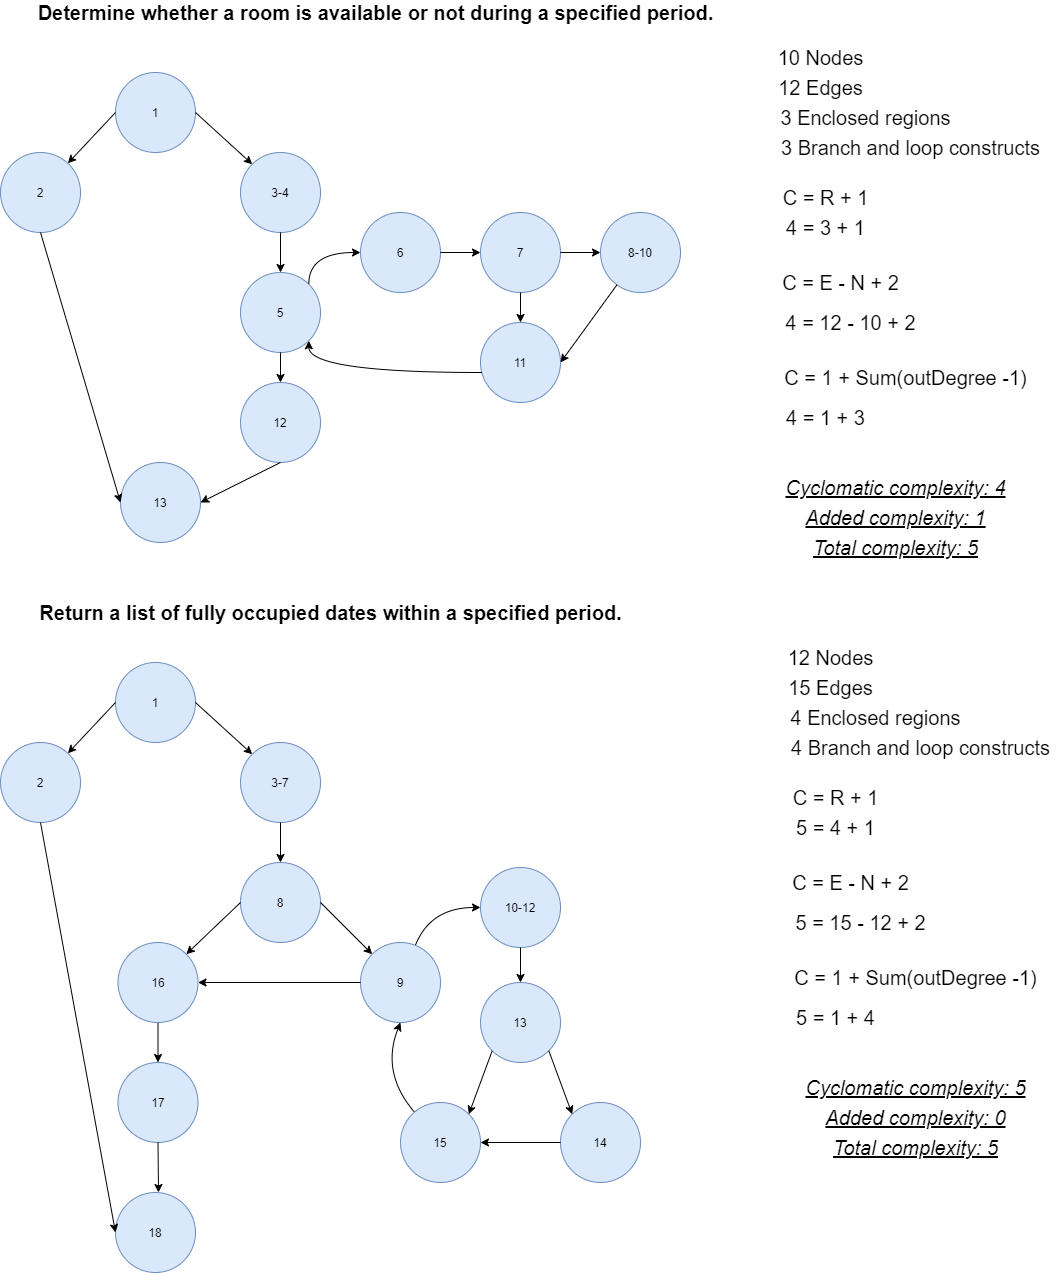 Determine whether a room is available or not during a specified period.
1
2
3-4
5
6
7
8-10
11
12
13
10 Nodes
12 Edges
3 Enclosed regions
3 Branch and loop constructs
C = R + 1
4 = 3 + 1
C = E - N + 2
4 = 12 - 10 + 2
C = 1 + Sum(outDegree -1)
4 = 1 + 3
Cyclomatic complexity: 4
Added complexity: 1
Total complexity: 5
Return a list of fully occupied dates within a specified period.
1
2
3-7
8
10-12
16
9
13
17
15
14
18
12 Nodes
15 Edges
4 Enclosed regions
4 Branch and loop constructs
C = R + 1
5 = 4 + 1
C = E - N + 2
5 = 15 - 12 + 2
C = 1 + Sum(outDegree -1)
5 = 1 + 4
Cyclomatic complexity: 5
Added complexity: 0
Total complexity: 5